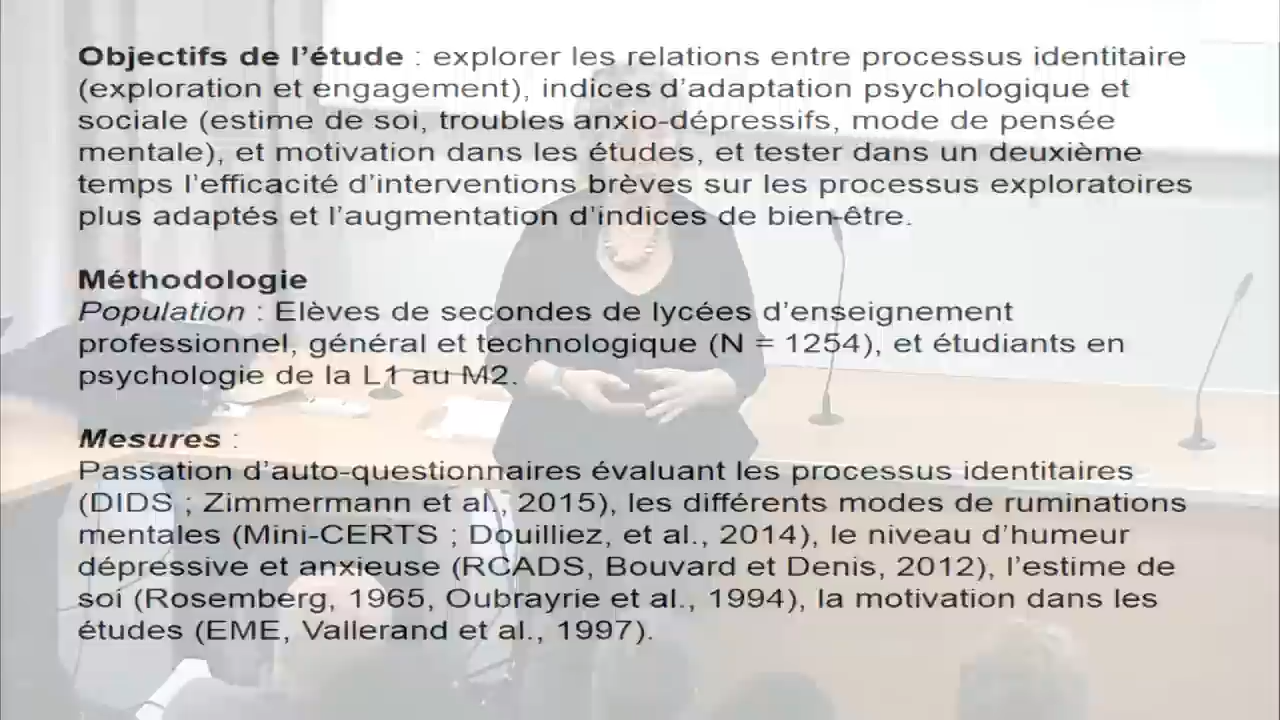 Objectifs de l'étude : explorer les relations entre processus identitaire
(exploration et engagement), indices d'adaptation psychologique et
sociale (estime de soi, troubles anxio-dépressifs, mode de pensée
mentale), et motivation dans les études, et tester dans un deuxième
temps l'efficacité d'interventions brèves sur les processus exploratoires
plus adaptés et l'augmentation d'indices de bien-être.
Méthodologie
Population : Elèves de secondes de lycées d'enseignement
professionnel, général et technologique (N = 1254), et étudiants en
psychologie de la L1 au M2.
Mesures :
Passation d'auto-questionnaires évaluant les processus identitaires
(DIDS ; Zimmermann et al., 2015), les différents modes de ruminations
mentales (Mini-CERTS ; Douilliez, et al., 2014), le niveau d'humeur
dépressive et anxieuse (RCADS, Bouvard et Denis, 2012), l'estime de
soi (Rosemberg, 1965, Oubrayrie et al., 1994), la motivation dans les
études (EME, Vallerand et al., 1997).